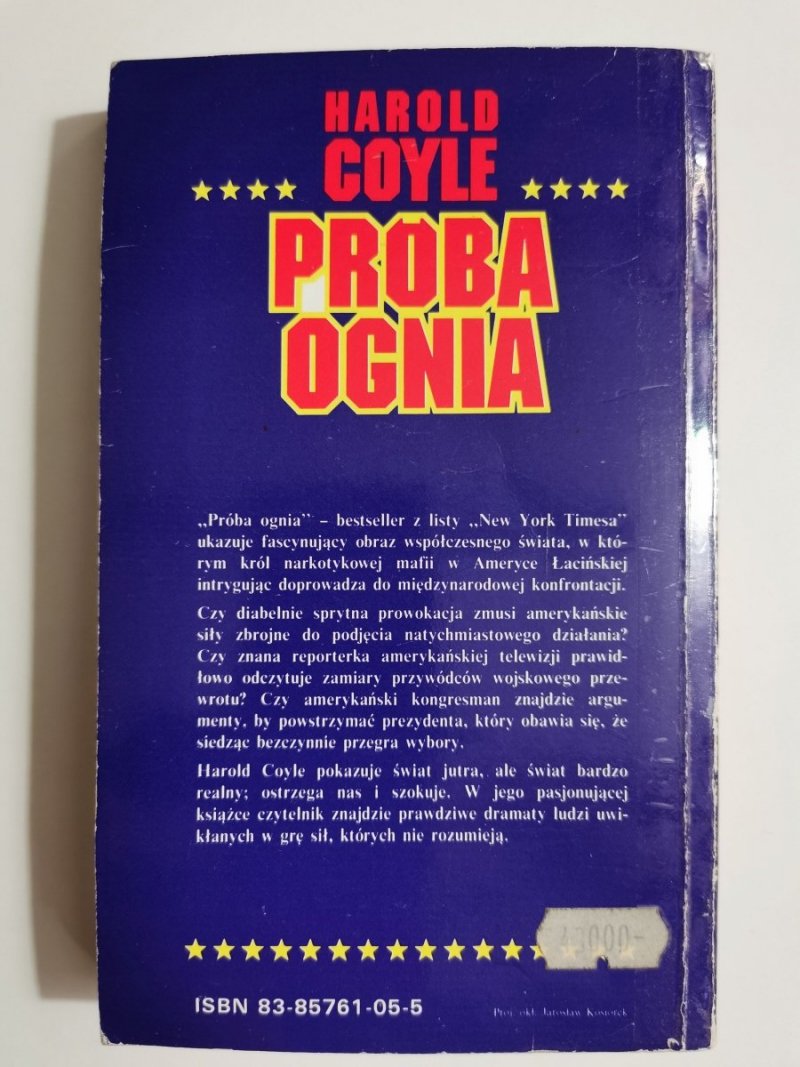 HAROLD
COYLE
PRÓBA
OGNIA
,,Próba ognia" – bestseller z listy ,,New York Timesa"
ukazuje fascynujący obraz współczesnego świata, w któ-
rym król narkotykowej mafii w Ameryce Łacińskiej
intrygując doprowadza do międzynarodowej konfrontacji.
Czy diabelnie sprytna prowokacja zmusi amerykańskie
siły zbrojne do podjęcia natychmiastowego działania?
Czy znana reporterka amerykańskiej telewizji prawid-
łowo odczytuje zamiary przywódców wojskowego prze-
wrotu? Czy amerykański kongresman znajdzie argu-
menty, by powstrzymać prezydenta, który obawia się, że
siedząc bezczynnie przegra wybory.
Harold Coyle pokazuje świat jutra, ale świat bardzo
realny; ostrzega nas i szokuje. W jego pasjonującej
książce czytelnik znajdzie prawdziwe dramaty ludzi uwi-
kłanych w grę sił, których nie rozumieją.
43000-
ISBN 83-85761-05-5
Proj. okł. Jarosław